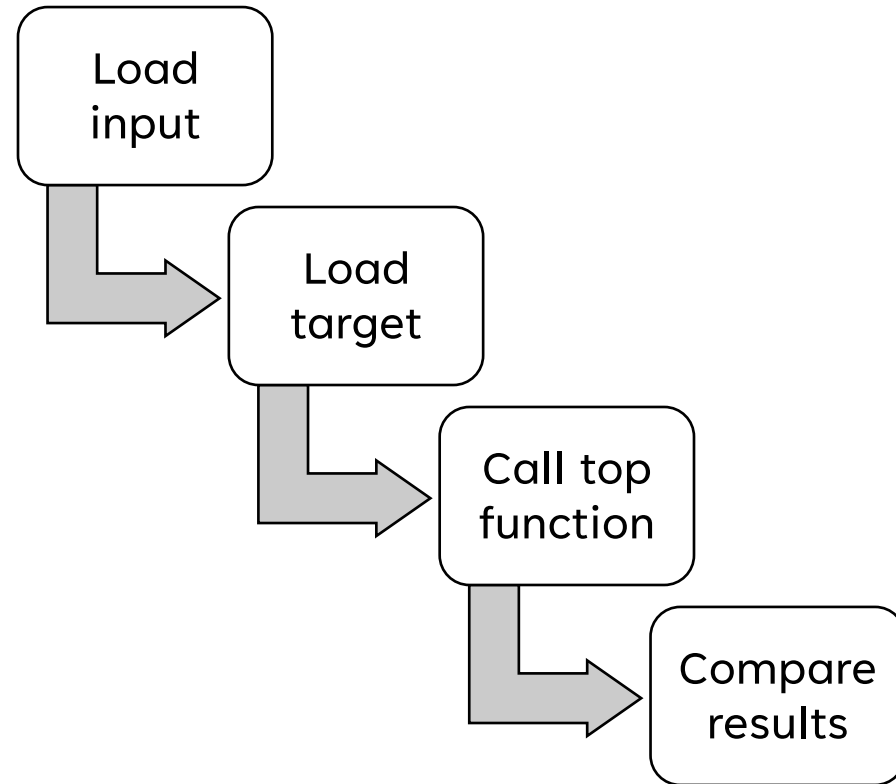 Load
input
Load
target
Call top
function
Compare
results